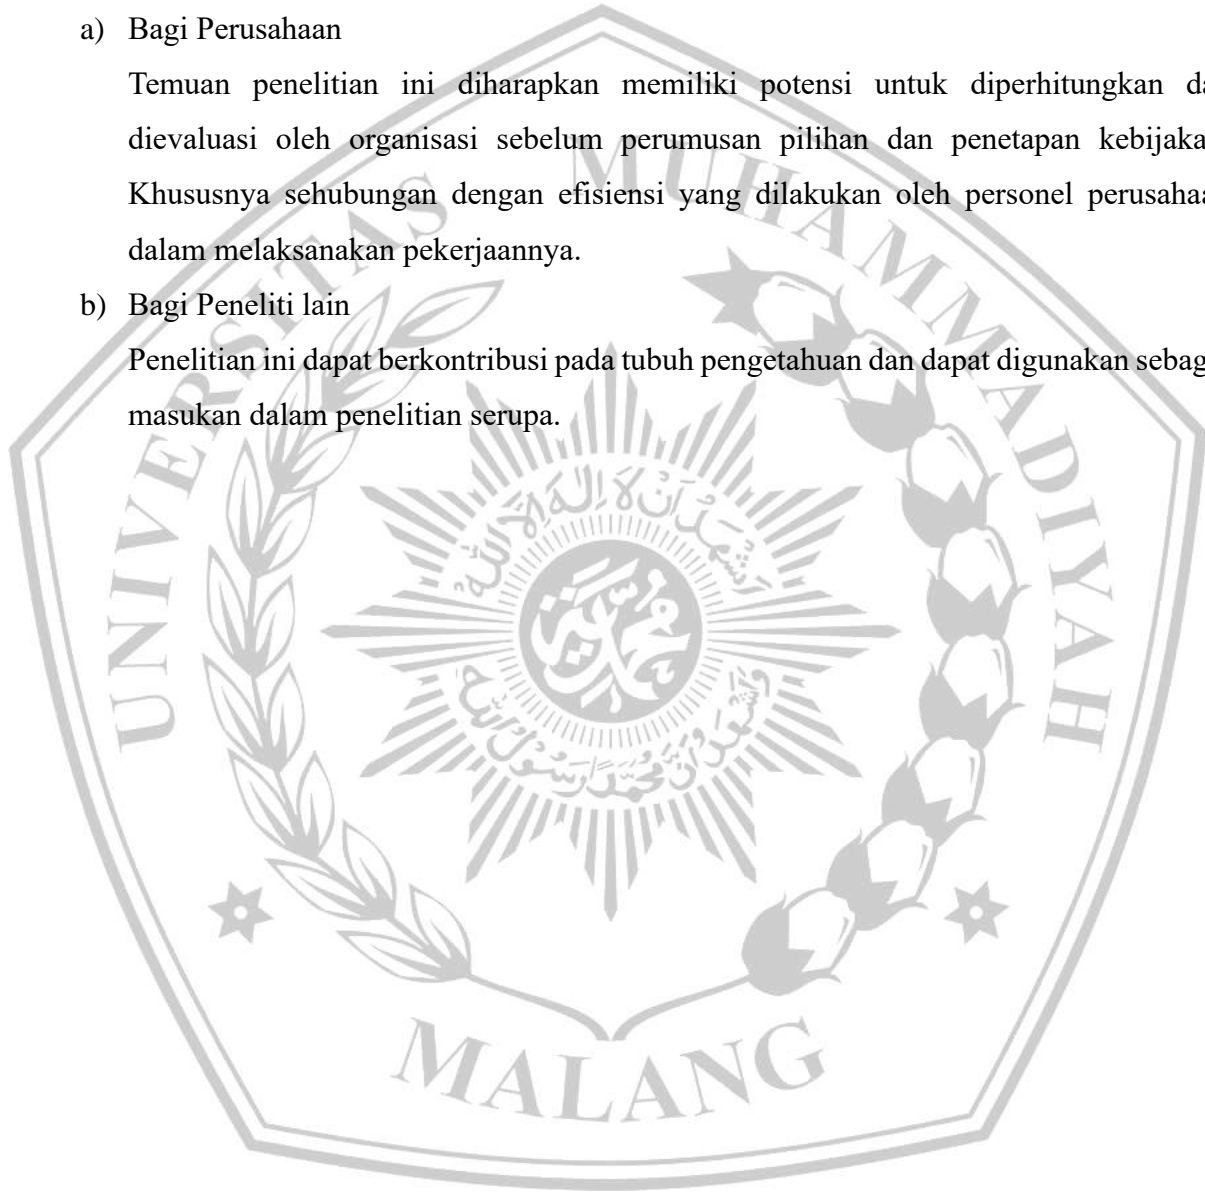 a) Bagi Perusahaan
Temuan penelitian ini diharapkan memiliki potensi untuk diperhitungkan da
dievaluasi oleh organisasi sebelum perumusan pilihan dan penetapan kebijaka
Khususnya sehubungan dengan efisiensi yang dilakukan oleh personel perusahaa
dalam melaksanakan pekerjaannya.
b) Bagi Peneliti lain
Penelitian ini dapat berkontribusi pada tubuh pengetahuan dan dapat digunakan sebag
masukan dalam penelitian serupa.
UNIVERSITAS MUHAMMADIYAH
MALANG